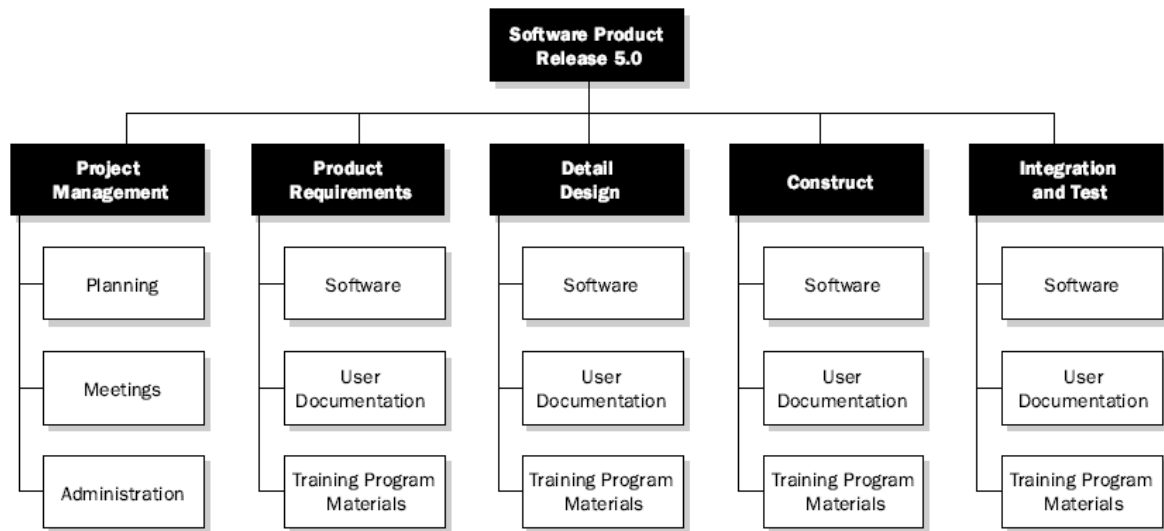 Software Product
Release 5.0
Project
Management
Product
Requirements
Detail
Design
Construct
Integration
and Test
Planning
Software
Software
Software
Software
Meetings
User
Documentation
User
Documentation
User
Documentation
User
Documentation
Administration
Training Program
Materials
Training Program
Materials
Training Program
Materials
Training Program
Materials